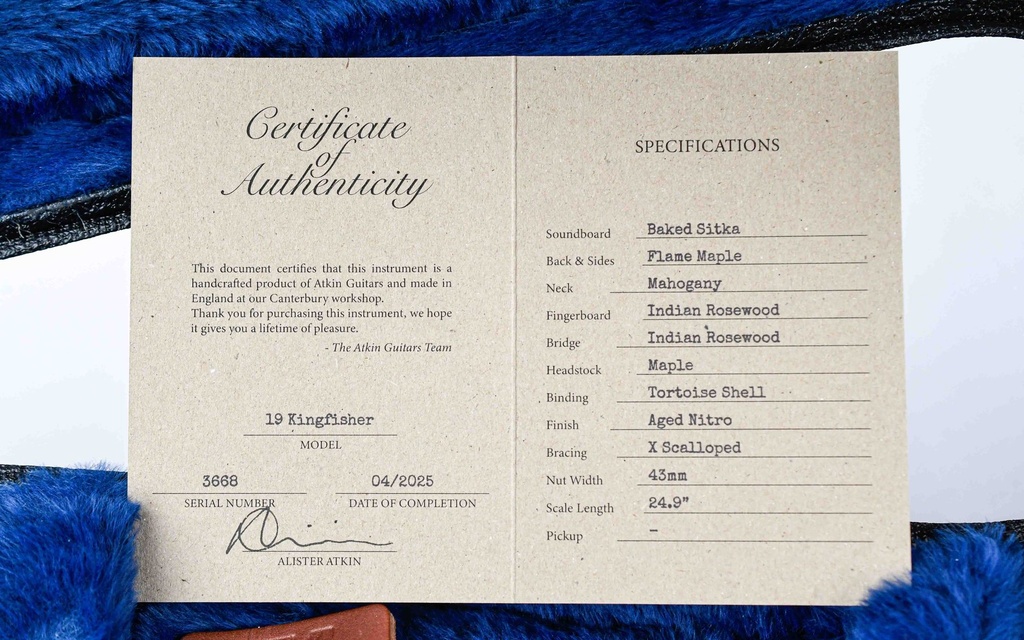 Certificate
of
Authenticity
This document certifies that this instrument is a
handcrafted product of Atkin Guitars and made in
England at our Canterbury workshop.
Thank you for purchasing this instrument, we hope
it gives you a lifetime of pleasure.
- The Atkin Guitars Team
19 Kingfisher
MODEL
3668 04/2025
SERIAL NUMBER DATE OF COMPLETION
ALISTER ATKIN
SPECIFICATIONS
Soundboard Baked Sitka
Back & Sides Flame Maple
Neck Mahogany
Fingerboard Indian Rosewood
Bridge Indian Rosewood
Headstock Maple
Binding Tortoise Shell
Finish Aged Nitro
Bracing X Scalloped
Nut Width 43mm
Scale Length 24.9"
Pickup –